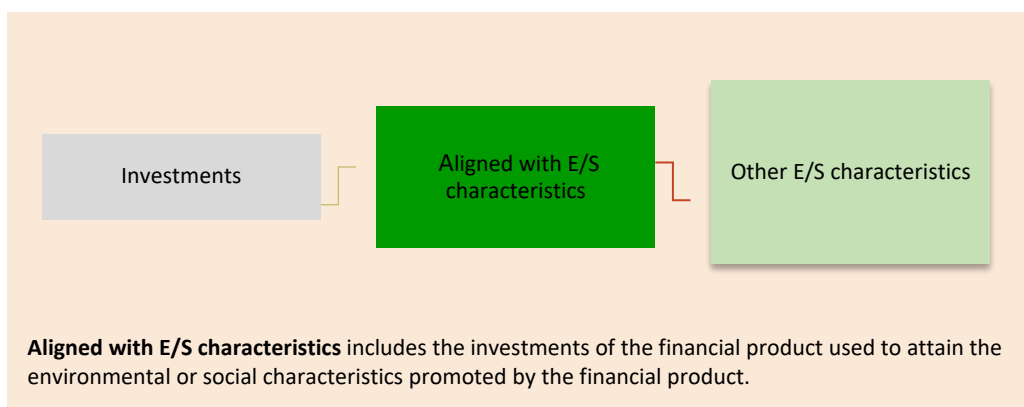 Investments
Aligned with E/S
characteristics
Other E/S characteristics
Aligned with E/S characteristics includes the investments of the financial product used to attain the
environmental or social characteristics promoted by the financial product.